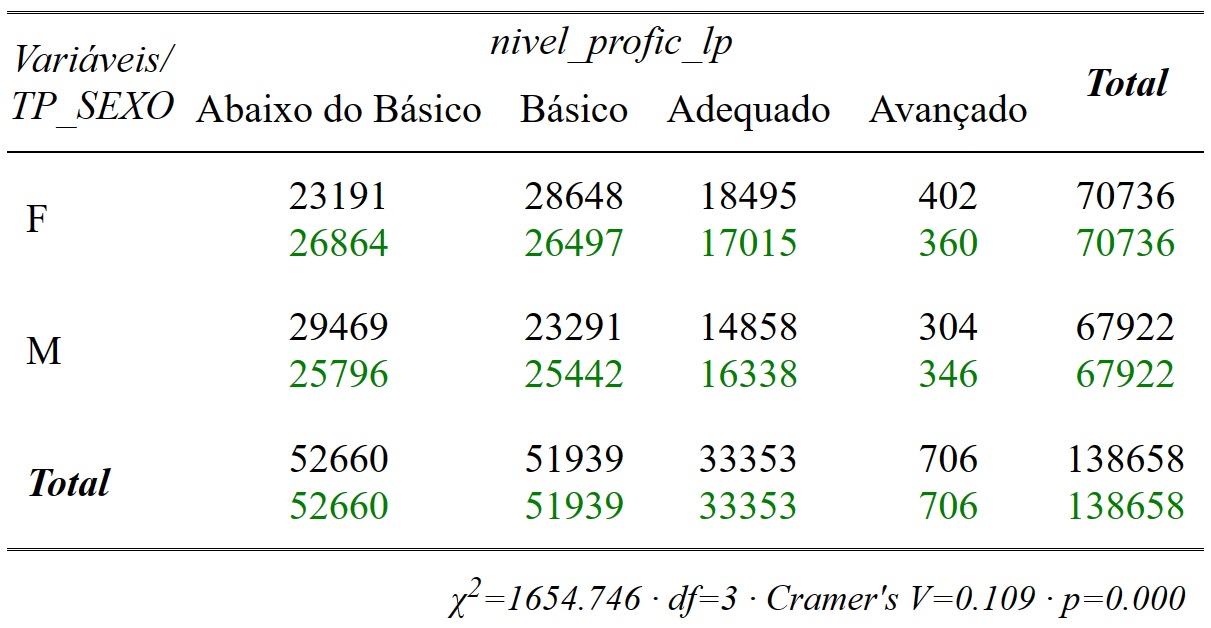 nivel_profic_lp
Variáveis/
TP_SEXO
Total
Abaixo do Básico Básico Adequado Avançado
F
23191 28648 18495 402 70736
26864 26497 17015 360 70736
M
29469 23291 14858 304 67922
25796 25442 16338 346 67922
Total
52660 51939 33353 706 138658
52660 51939 33353 706 138658
χ²=1654.746 · df=3 · Cramer's V=0.109 · p=0.000